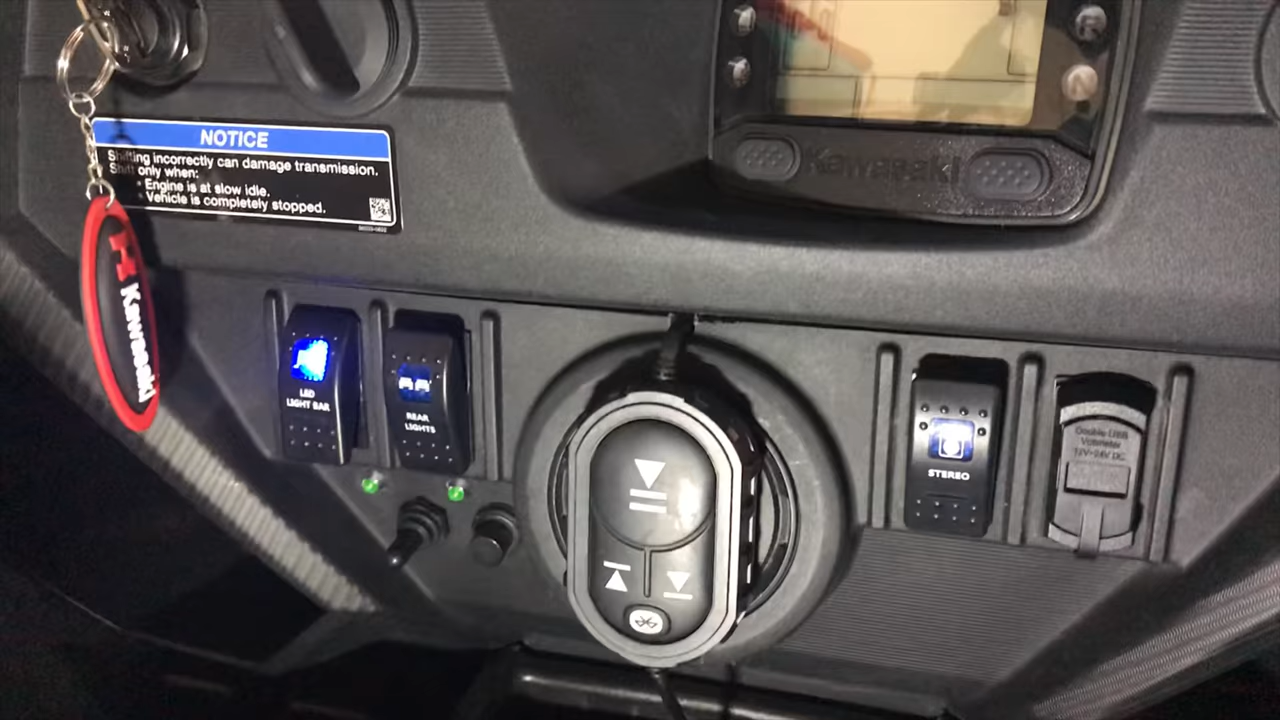 NOTICE
Shifting incorrectly can damage transmission.
Shift only when:
• Engine is at slow idle.
• Vehicle is completely stopped.
Kawasaki
Kawasaki
LED
LIGHT BAR
REAR
LIGHTS
STEREO
Double USB
Voltmeter
12V-24V DC